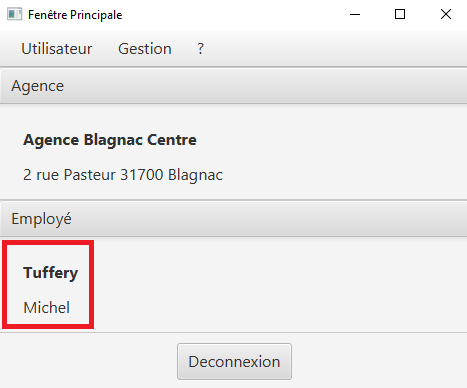 Fenêtre Principale
Utilisateur Gestion ?
Agence
Agence Blagnac Centre
2 rue Pasteur 31700 Blagnac
Employé
Tuffery
Michel
Deconnexion